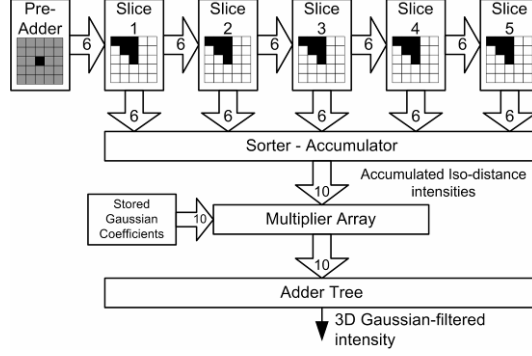 Pre-
Adder
Slice
1
Slice
2
Slice
3
Slice
4
Slice
5
6
6
6
6
6
6
6
6
6
6
Sorter - Accumulator
10
Accumulated Iso-distance
intensities
Stored
Gaussian
Coefficients
10
Multiplier Array
10
Adder Tree
3D Gaussian-filtered
intensity